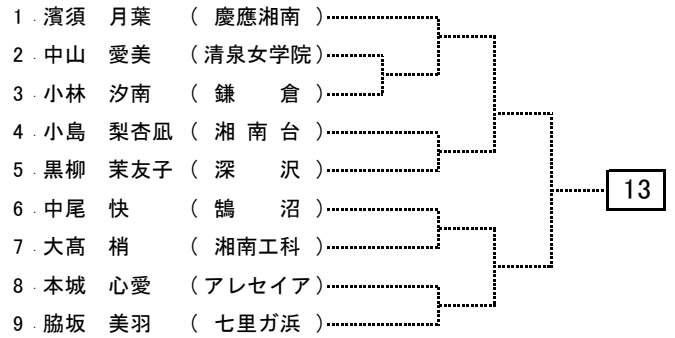 1 濱須 月葉 ( 慶應湘南 )
2 中山 愛美 ( 清泉女学院 )
3 小林 汐南 ( 鎌 倉 )
4 小島 梨杏凪 ( 湘 南 台 )
5 黒柳 茉友子 ( 深 沢 )
6 中尾 快 ( 鵠 沼 )
13
7 大髙 梢 ( 湘南工科 )
8 本城 心愛 ( アレセイア )
9 脇坂 美羽 ( 七里ガ浜 )